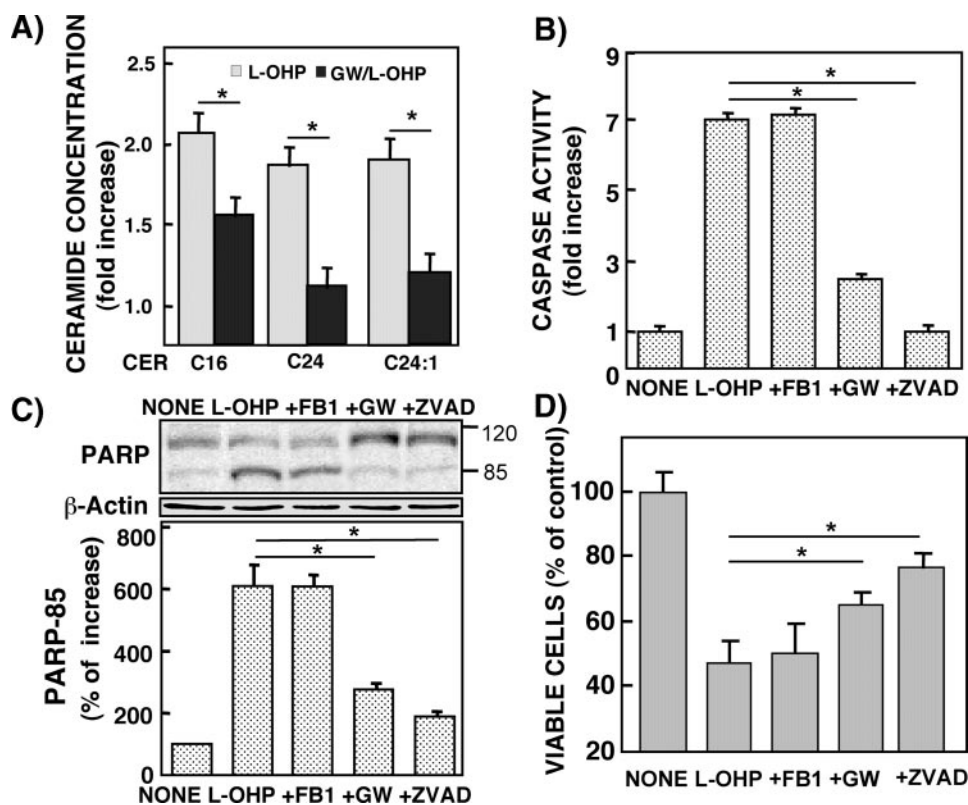 A)
CERAMIDE CONCENTRATION
(fold increase)
2.5
2.0
1.5
1.0
L-OHP GW/L-OHP
* * *
CER C16 C24 C24:1
B)
CASPASE ACTIVITY
(fold increase)
9
7
5
3
1
0
*
*
NONE L-OHP +FB1 +GW +ZVAD
C)
NONE L-OHP +FB1 +GW +ZVAD
PARP
120
85
β-Actin
PARP-85
(% of increase)
800
600
400
200
0
*
*
NONE L-OHP +FB1 +GW +ZVAD
D)
VIABLE CELLS (% of control)
100
80
60
40
20
*
*
NONE L-OHP +FB1 +GW +ZVAD